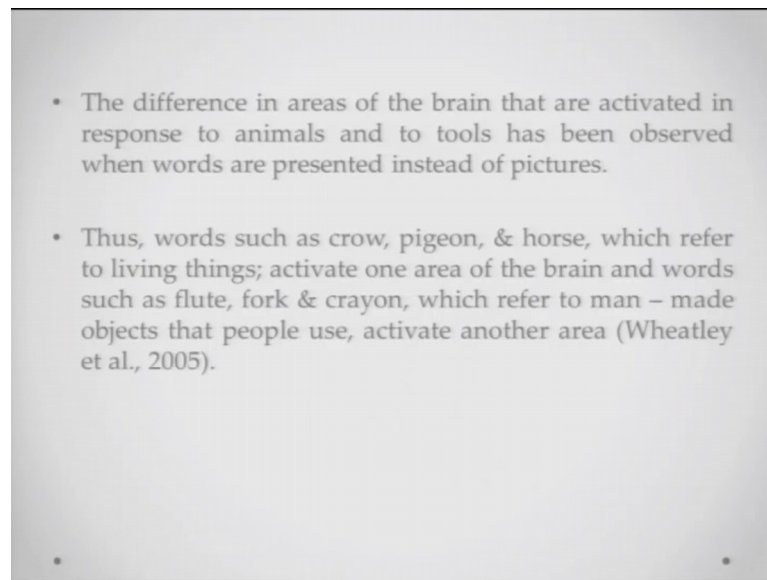 • The difference in areas of the brain that are activated in
response to animals and to tools has been observed
when words are presented instead of pictures.
• Thus, words such as crow, pigeon, & horse, which refer
to living things; activate one area of the brain and words
such as flute, fork & crayon, which refer to man – made
objects that people use, activate another area (Wheatley
et al., 2005).